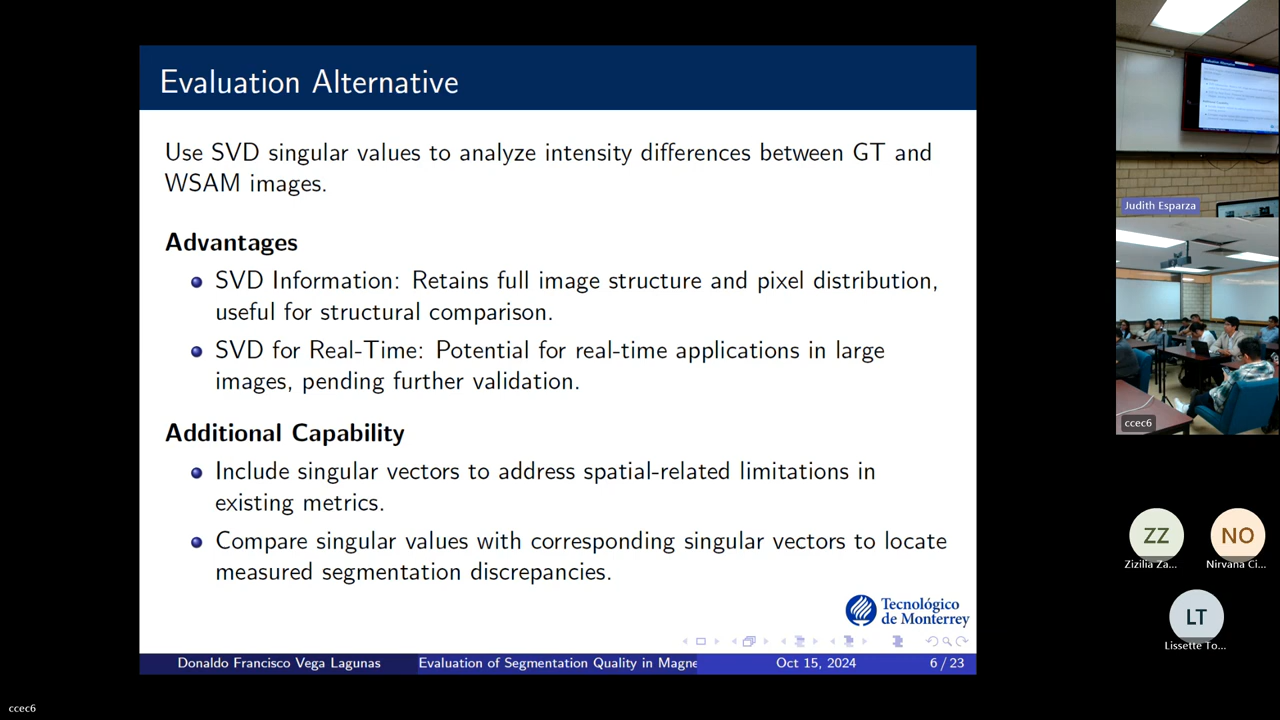 Evaluation Alternative
Use SVD singular values to analyze intensity differences between GT and
WSAM images.
Advantages
SVD Information: Retains full image structure and pixel distribution,
useful for structural comparison.
SVD for Real-Time: Potential for real-time applications in large
images, pending further validation.
Additional Capability
Include singular vectors to address spatial-related limitations in
existing metrics.
Compare singular values with corresponding singular vectors to locate
measured segmentation discrepancies.
Tecnológico
de Monterrey
Donaldo Francisco Vega Lagunas
Evaluation of Segmentation Quality in Magne
Oct 15, 2024
6 / 23
Judith Esparza
ccec6
ZZ
Zizilia Za...
NO
Nirvana Ci...
LT
Lissette To...
ccec6